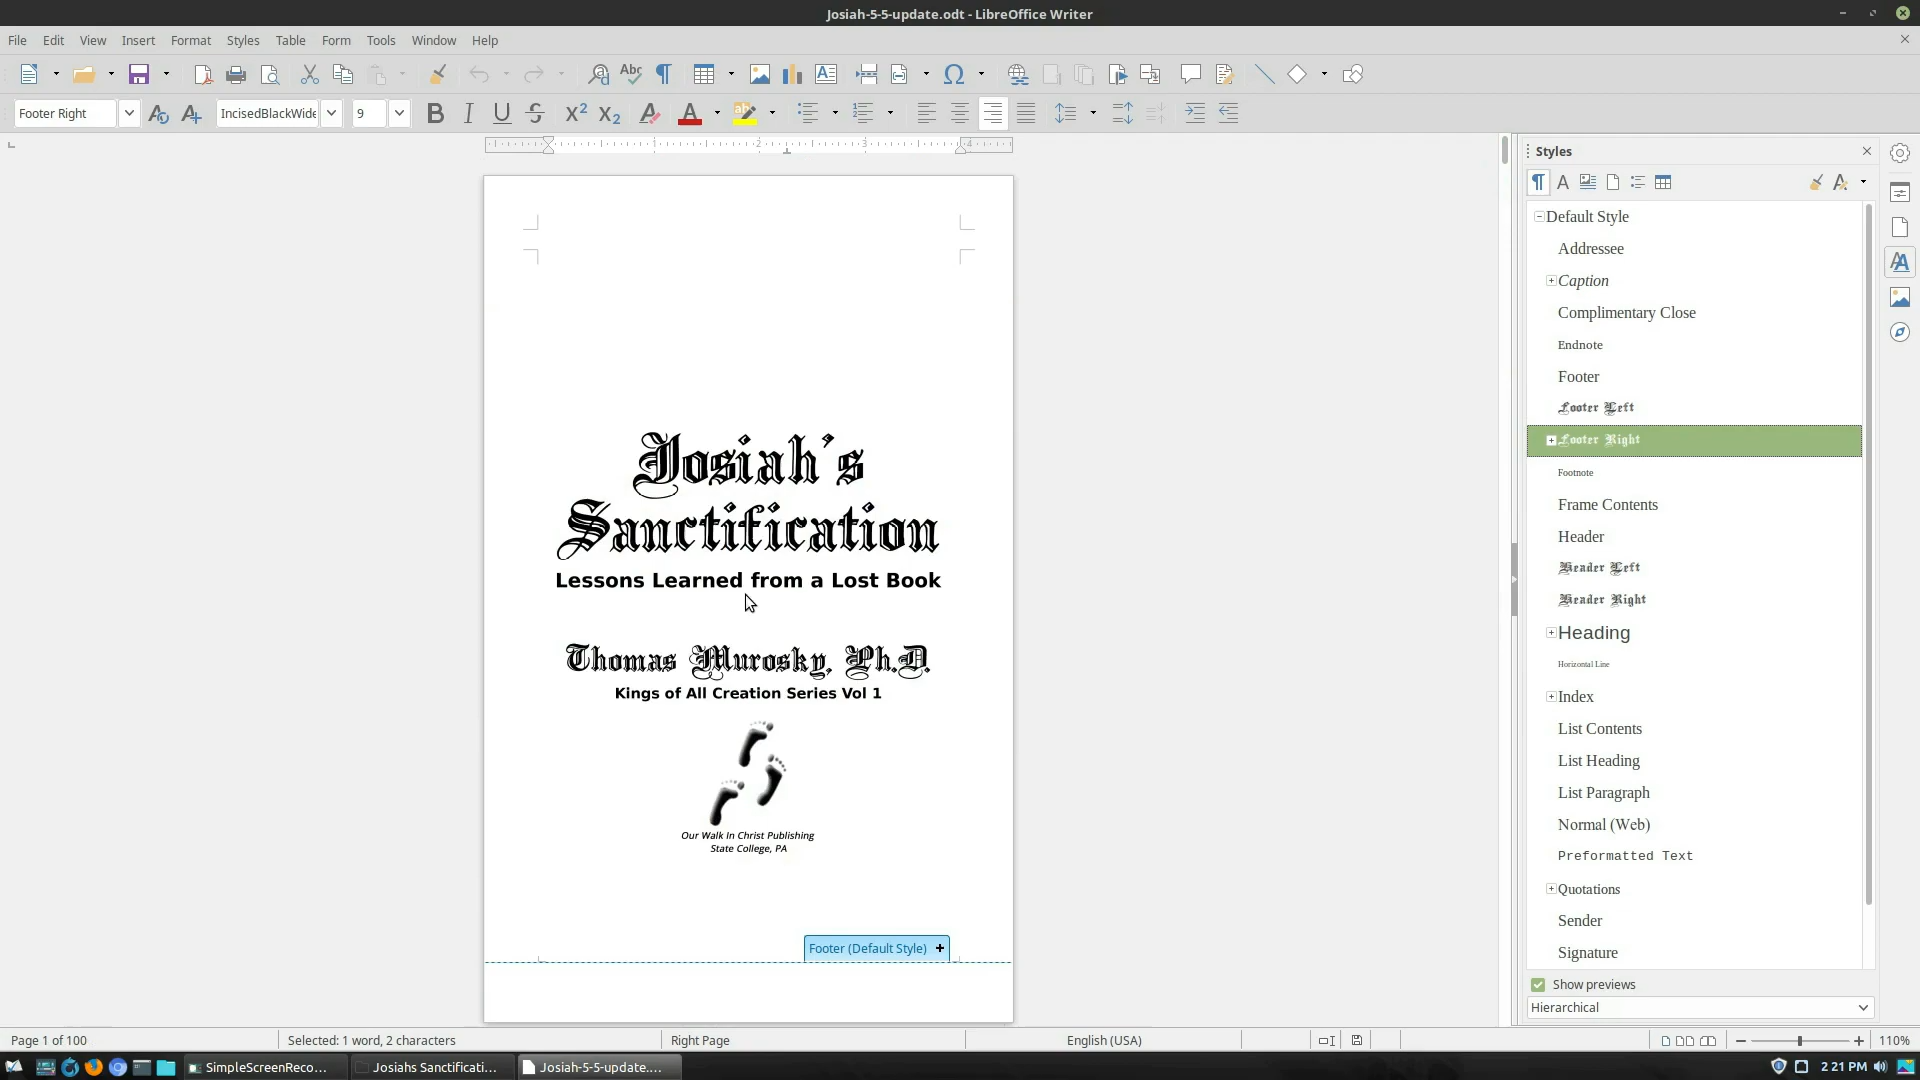 Josiah-5-5-update.odt - LibreOffice Writer
File Edit View Insert Format Styles Table Form Tools Window Help
Footer Right IncisedBlackWide 9
1 2 3 4
Styles
Default Style
Addressee
Caption
Complimentary Close
Endnote
Footer
Footer Left
Footer Right
Footnote
Frame Contents
Header
Header Left
Header Right
Heading
Horizontal Line
Index
List Contents
List Heading
List Paragraph
Normal (Web)
Preformatted Text
Quotations
Sender
Signature
Show previews
Hierarchical
Josiah's
Sanctification
Lessons Learned from a Lost Book
Thomas Murosky, Ph.D.
Kings of All Creation Series Vol 1
Our Walk In Christ Publishing
State College, PA
Footer (Default Style) +
Page 1 of 100 Selected: 1 word, 2 characters Right Page English (USA) 110%
SimpleScreenReco... Josiahs Sanctificati... Josiah-5-5-update.... 2 21 PM